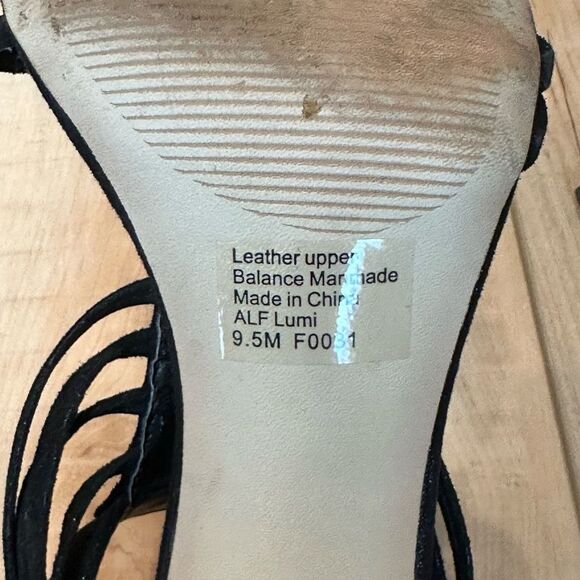 Leather upper
Balance Manmade
Made in China
ALF Lumi
9.5M F0031